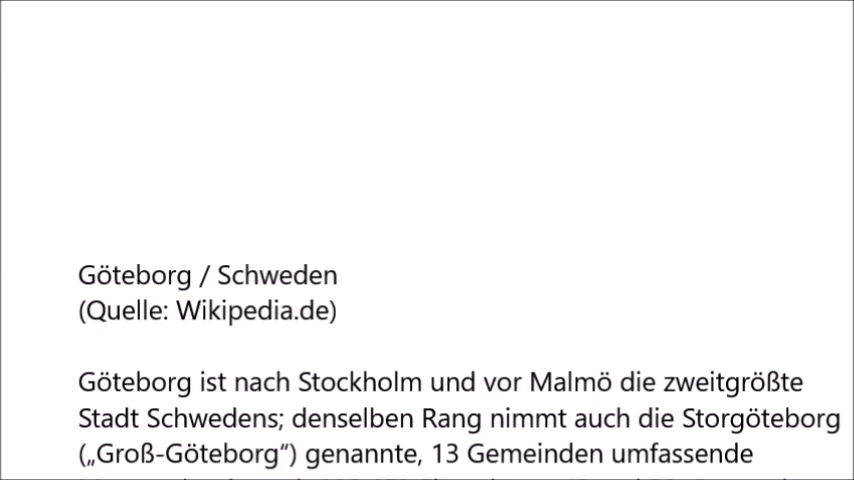 Göteborg / Schweden
(Quelle: Wikipedia.de)
Göteborg ist nach Stockholm und vor Malmö die zweitgrößte
Stadt Schwedens; denselben Rang nimmt auch die Storgöteborg
(„Groß-Göteborg“) genannte, 13 Gemeinden umfassende